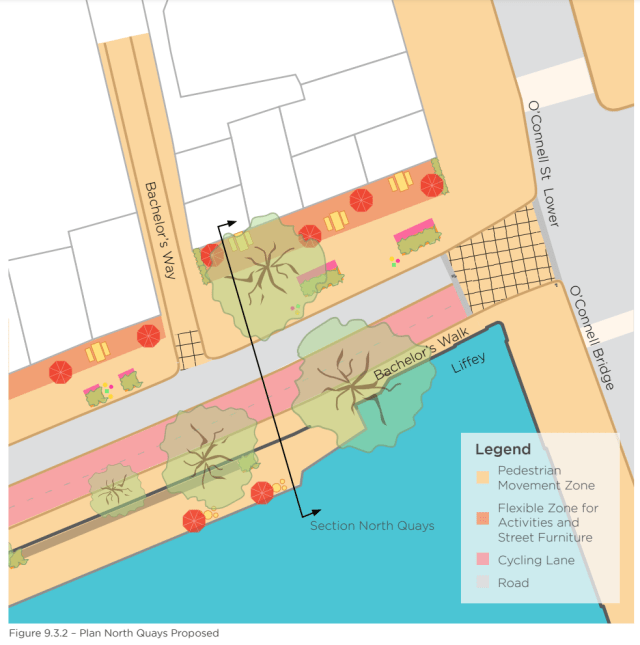 O'Connell St Lower
Bachelor's Way
O'Connell Bridge
Bachelor's Walk
Liffey
Legend
Pedestrian
Movement Zone
Flexible Zone for
Activities and
Street Furniture
Cycling Lane
Road
Section North Quays
Figure 9.3.2 – Plan North Quays Proposed